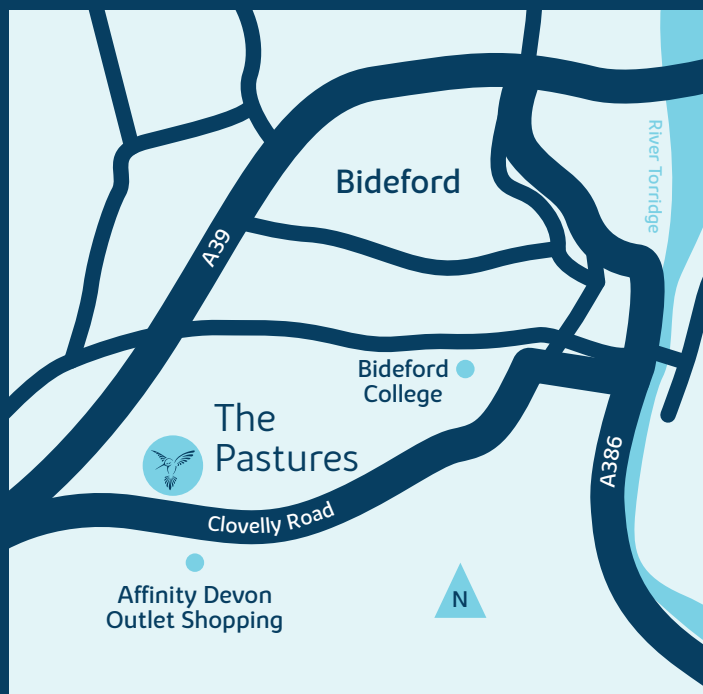 River Torridge
Bideford
A39
Bideford
College
The
Pastures
A386
Clovelly Road
Affinity Devon
Outlet Shopping
N